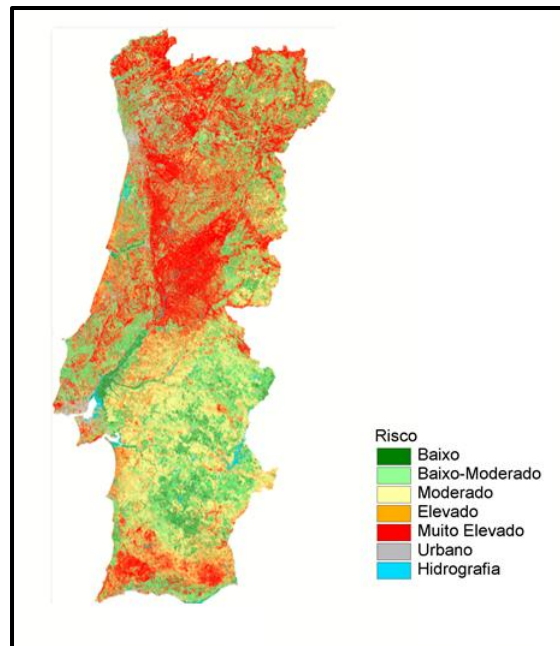 Risco
Baixo
Baixo-Moderado
Moderado
Elevado
Muito Elevado
Urbano
Hidrografia